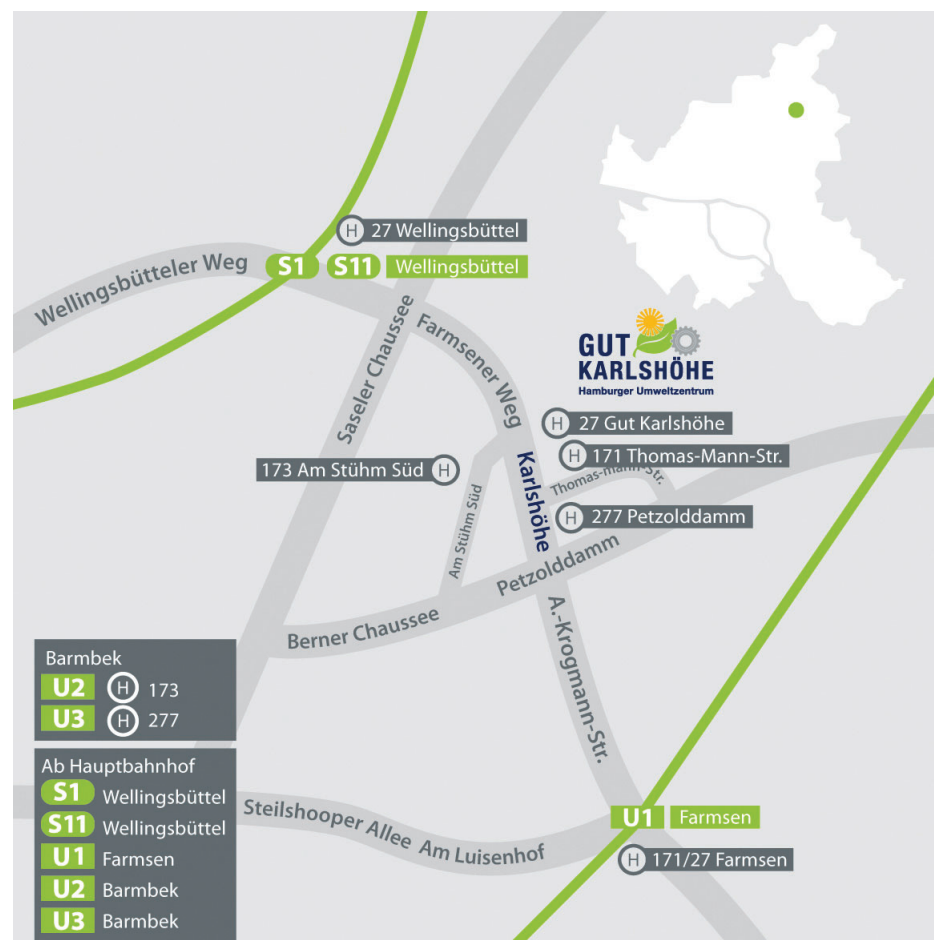 H 27 Wellingsbüttel
Wellingsbütteler Weg
S1 S11 Wellingsbüttel
Saseler Chaussee
Farmsener Weg
GUT
KARLSHÖHE
Hamburger Umweltzentrum
H 27 Gut Karlshöhe
H 171 Thomas-Mann-Str.
173 Am Stühm Süd H
Thomas-mann-Str.
Karlshöhe
Am Stühm Süd
H 277 Petzolddamm
Petzolddamm
Berner Chaussee
A.-Krogmann-Str.
Barmbek
U2 H 173
U3 H 277
Ab Hauptbahnhof
S1 Wellingsbüttel
S11 Wellingsbüttel
U1 Farmsen
U2 Barmbek
U3 Barmbek
Steilshooper Allee
Am Luisenhof
U1 Farmsen
H 171/27 Farmsen